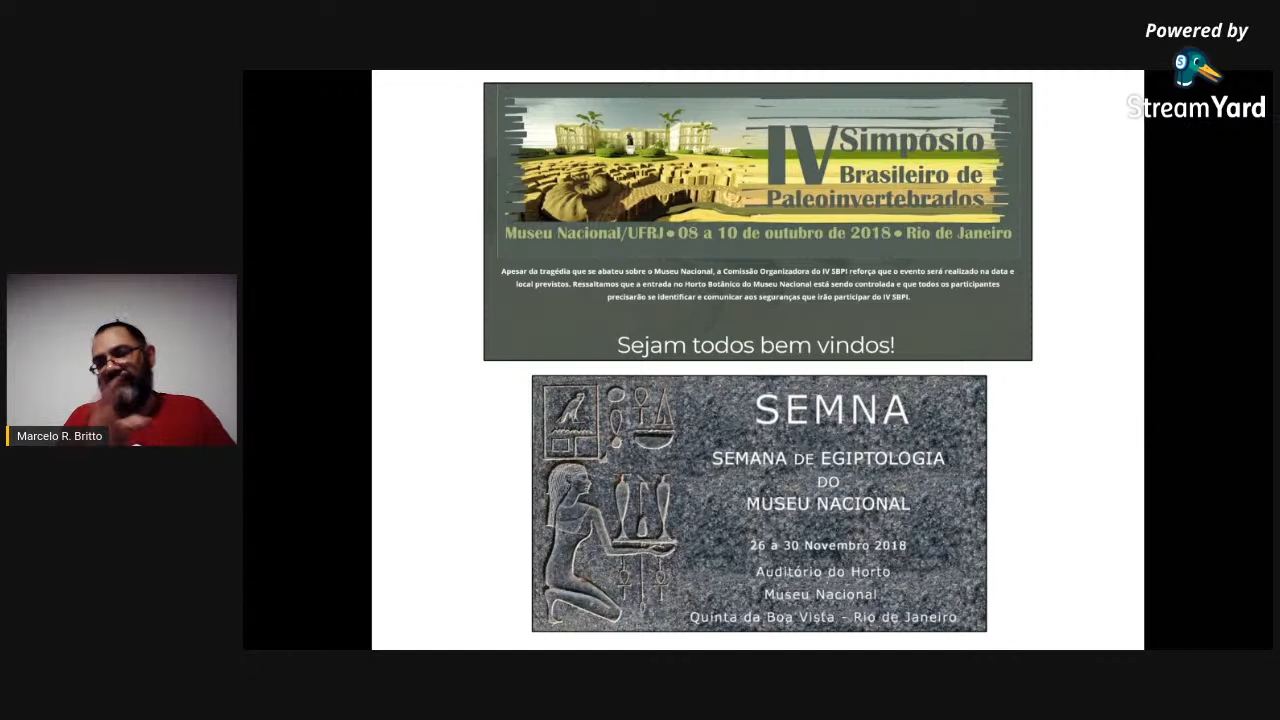 Powered by
StreamYard
IV Simpósio
Brasileiro de
Paleoinvertebrados
Museu Nacional/UFRJ • 08 a 10 de outubro de 2018 • Rio de Janeiro
Apesar da tragédia que se abateu sobre o Museu Nacional, a Comissão Organizadora do IV SBPI reforça que o evento será realizado na data e
local previstos. Ressaltamos que a entrada no Horto Botânico do Museu Nacional está sendo controlada e que todos os participantes
precisarão se identificar e comunicar aos seguranças que irão participar do IV SBPI.
Sejam todos bem vindos!
SEMNA
SEMANA DE EGIPTOLOGIA
DO
MUSEU NACIONAL
26 a 30 Novembro 2018
Auditório do Horto
Museu Nacional
Quinta da Boa Vista - Rio de Janeiro
Marcelo R. Britto